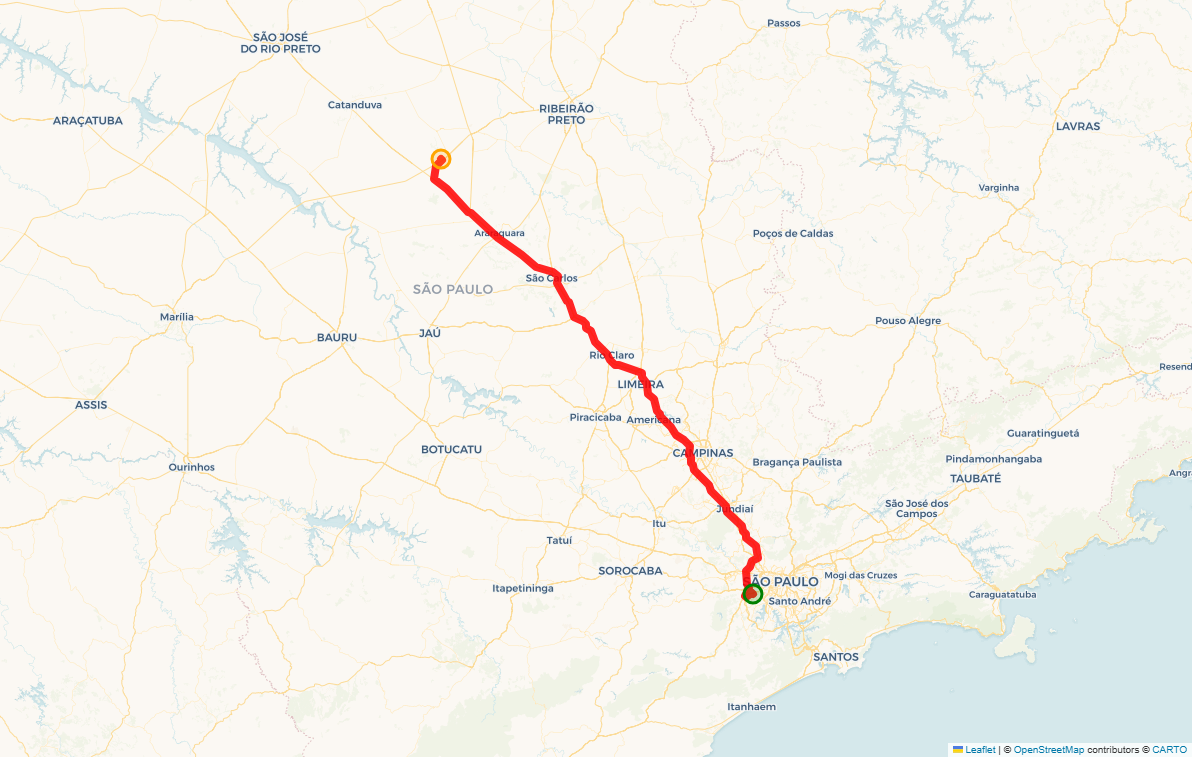 Passos
SÃO JOSÉ
DO RIO PRETO
Catanduva
RIBEIRÃO
PRETO
ARAÇATUBA
LAVRAS
Varginha
Araraquara
Poços de Caldas
São Carlos
SÃO PAULO
Marília
Pouso Alegre
BAURU
JAÚ
Rio Claro
Resend
LIMEIRA
ASSIS
Piracicaba
Americana
Guaratinguetá
BOTUCATU
CAMPINAS
Bragança Paulista
Pindamonhangaba
Ourinhos
TAUBATÉ
Angr
São José dos
Campos
Jundiaí
Itu
Tatuí
SOROCABA
Mogi das Cruzes
SÃO PAULO
Itapetininga
Santo André
Caraguatatuba
SANTOS
Itanhaem
Leaflet | © OpenStreetMap contributors © CARTO